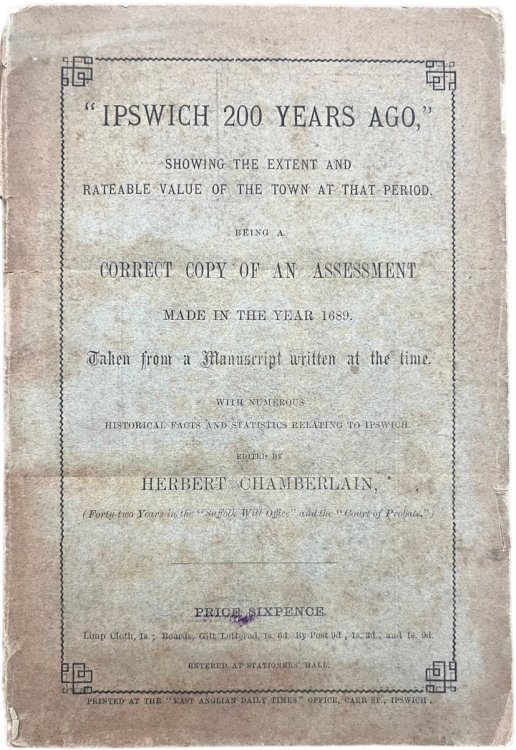 "IPSWICH 200 YEARS AGO,"
SHOWING THE EXTENT AND
RATEABLE VALUE OF THE TOWN AT THAT PERIOD.
BEING A
CORRECT COPY OF AN ASSESSMENT
MADE IN THE YEAR 1689.
Taken from a Manuscript written at the time.
WITH NUMEROUS
HISTORICAL FACTS AND STATISTICS RELATING TO IPSWICH.
EDITED BY
HERBERT CHAMBERLAIN,
(Forty-two Years in the "Suffolk Will Office" and the "Court of Probate.")
PRICE SIXPENCE.
Limp Cloth, 1s.; Boards, Gilt Lettered, 1s. 6d. By Post 9d, 1s. 3d., and 1s. 9d.
ENTERED AT STATIONERS' HALL.
PRINTED AT THE "EAST ANGLIAN DAILY TIMES" OFFICE, CARR ST., IPSWICH.